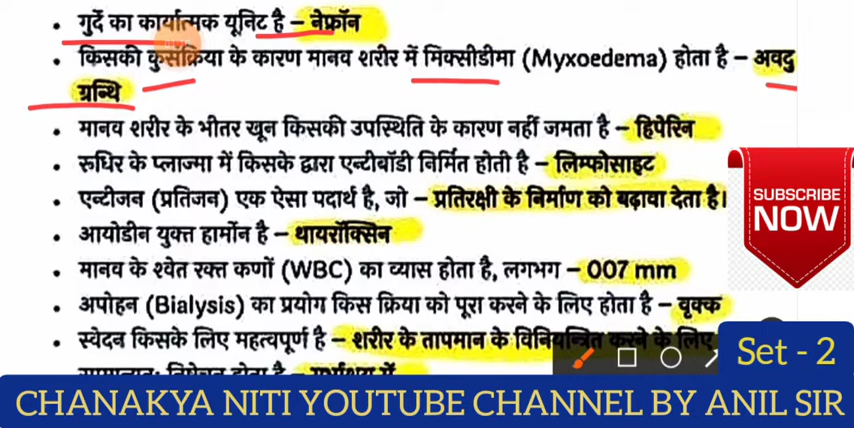 • गुर्दे का कार्यात्मक यूनिट है – नेफ्रॉन
• किसकी कुसक्रिया के कारण मानव शरीर में मिक्सीडीमा (Myxoedema) होता है – अवटु
ग्रन्थि
• मानव शरीर के भीतर खून किसकी उपस्थिति के कारण नहीं जमता है – हिपेरिन
• रुधिर के प्लाज्मा में किसके द्वारा एन्टीबॉडी निर्मित होती है – लिम्फोसाइट
• एन्टीजन (प्रतिजन) एक ऐसा पदार्थ है, जो – प्रतिरक्षी के निर्माण को बढ़ावा देता है।
• आयोडीन युक्त हार्मोन है – थायरॉक्सिन
• मानव के श्वेत रक्त कणों (WBC) का व्यास होता है, लगभग – 007 mm
• अपोहन (Bialysis) का प्रयोग किस क्रिया को पूरा करने के लिए होता है – वृक्क
• स्वेदन किसके लिए महत्वपूर्ण है – शरीर के तापमान के विनियन्त्रित करने के लिए
SUBSCRIBE
NOW
Set - 2
CHANAKYA NITI YOUTUBE CHANNEL BY ANIL SIR